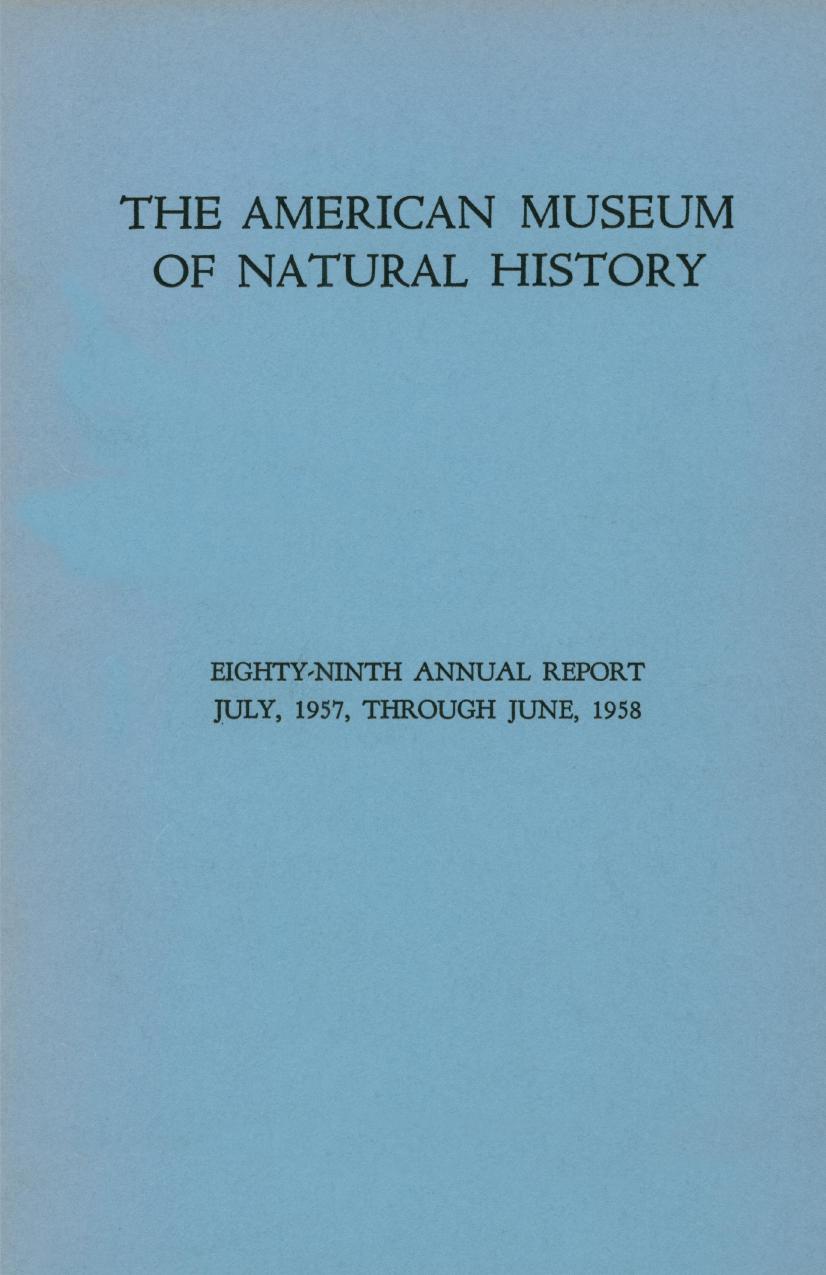 THE AMERICAN MUSEUM
OF NATURAL HISTORY
EIGHTY-NINTH ANNUAL REPORT
JULY, 1957, THROUGH JUNE, 1958